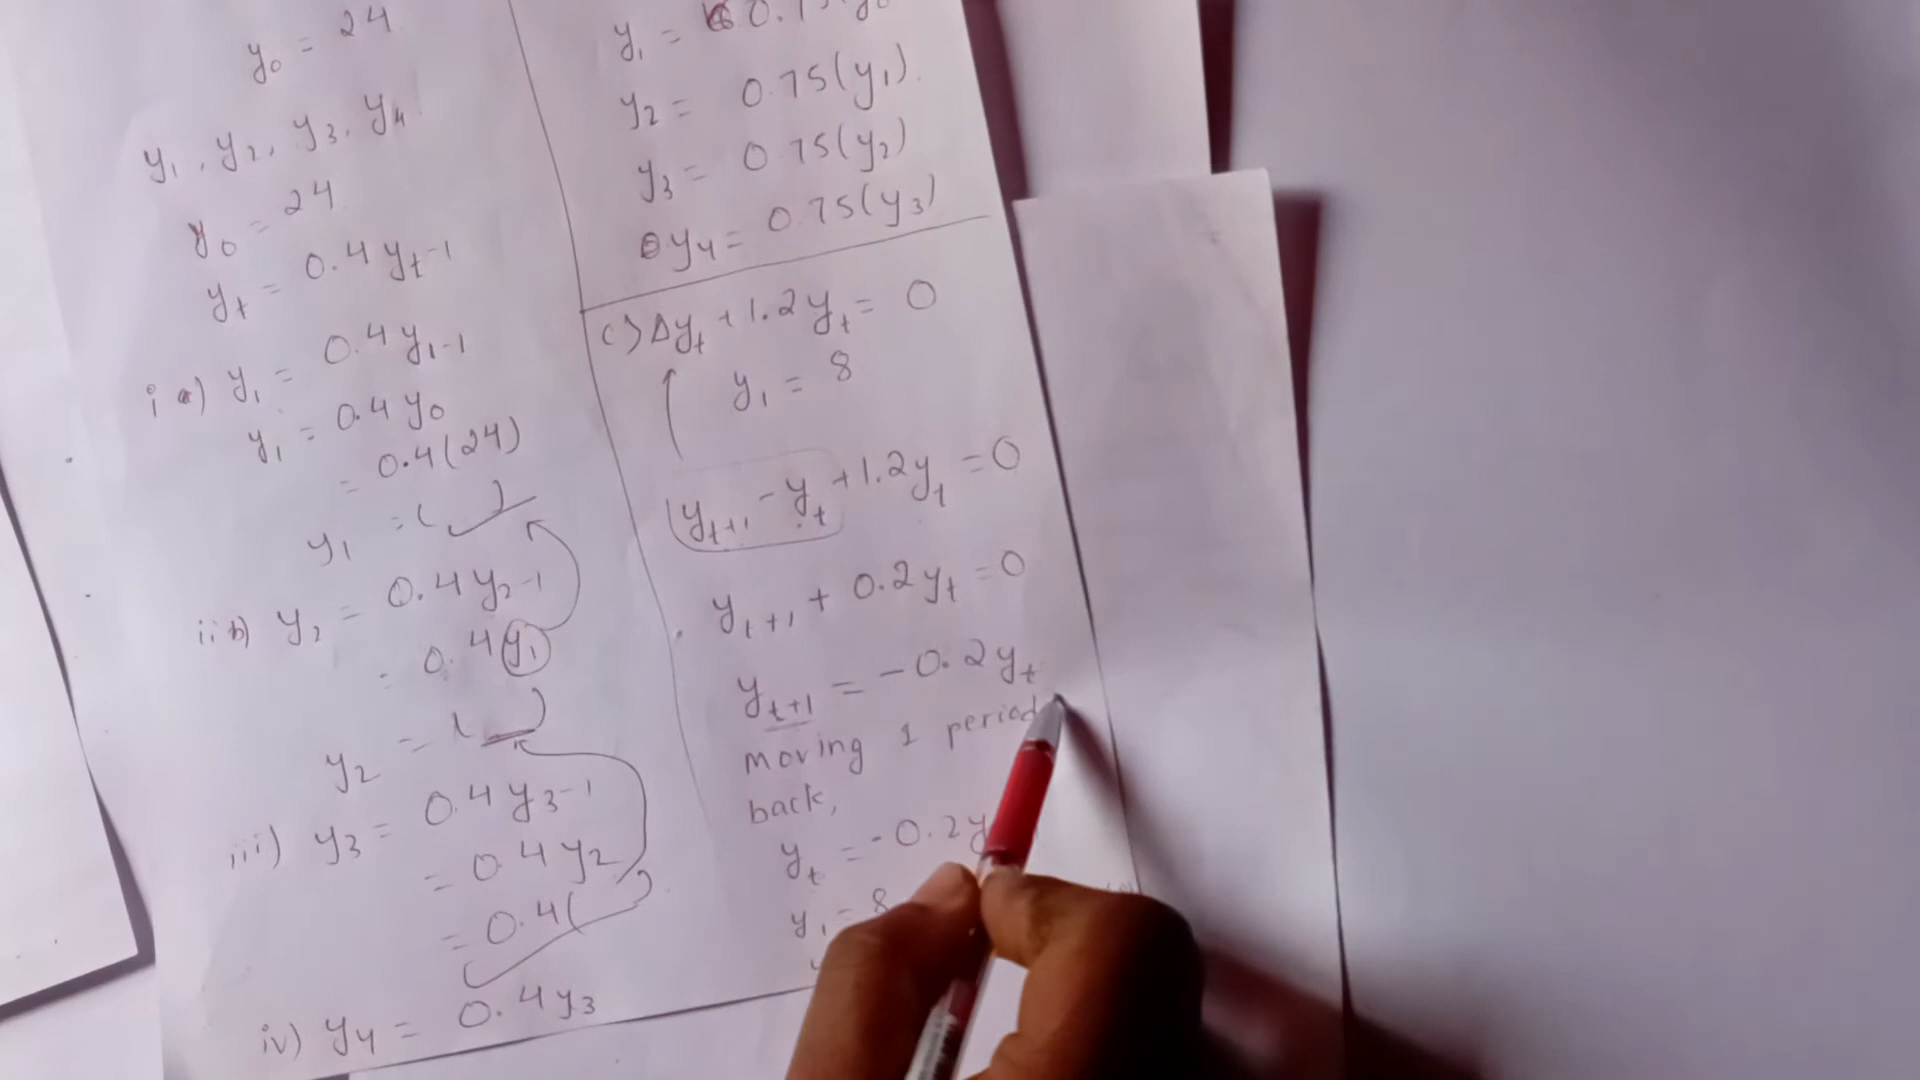 y₀ = 24
y₁, y₂, y₃, y₄
y₀ = 24
yₜ = 0.4 yₜ₋₁
i a) y₁ = 0.4 y₁₋₁
y₁ = 0.4 y₀
= 0.4(24)
y₁ = ( )
ii b) y₂ = 0.4 y₂₋₁
= 0.4 y₁
y₂ = ( )
iii) y₃ = 0.4 y₃₋₁
= 0.4 y₂
= 0.4( )
iv) y₄ = 0.4 y₃
y₁ =
y₂ = 0.75(y₁).
y₃ = 0.75(y₂)
y₄ = 0.75(y₃)
c) Δyₜ + 1.2yₜ = 0
y₁ = 8
yₜ₊₁ - yₜ + 1.2yₜ = 0
yₜ₊₁ + 0.2yₜ = 0
yₜ₊₁ = -0.2yₜ
moving 1 period
back,
yₜ = -0.2y
y₁ = 8